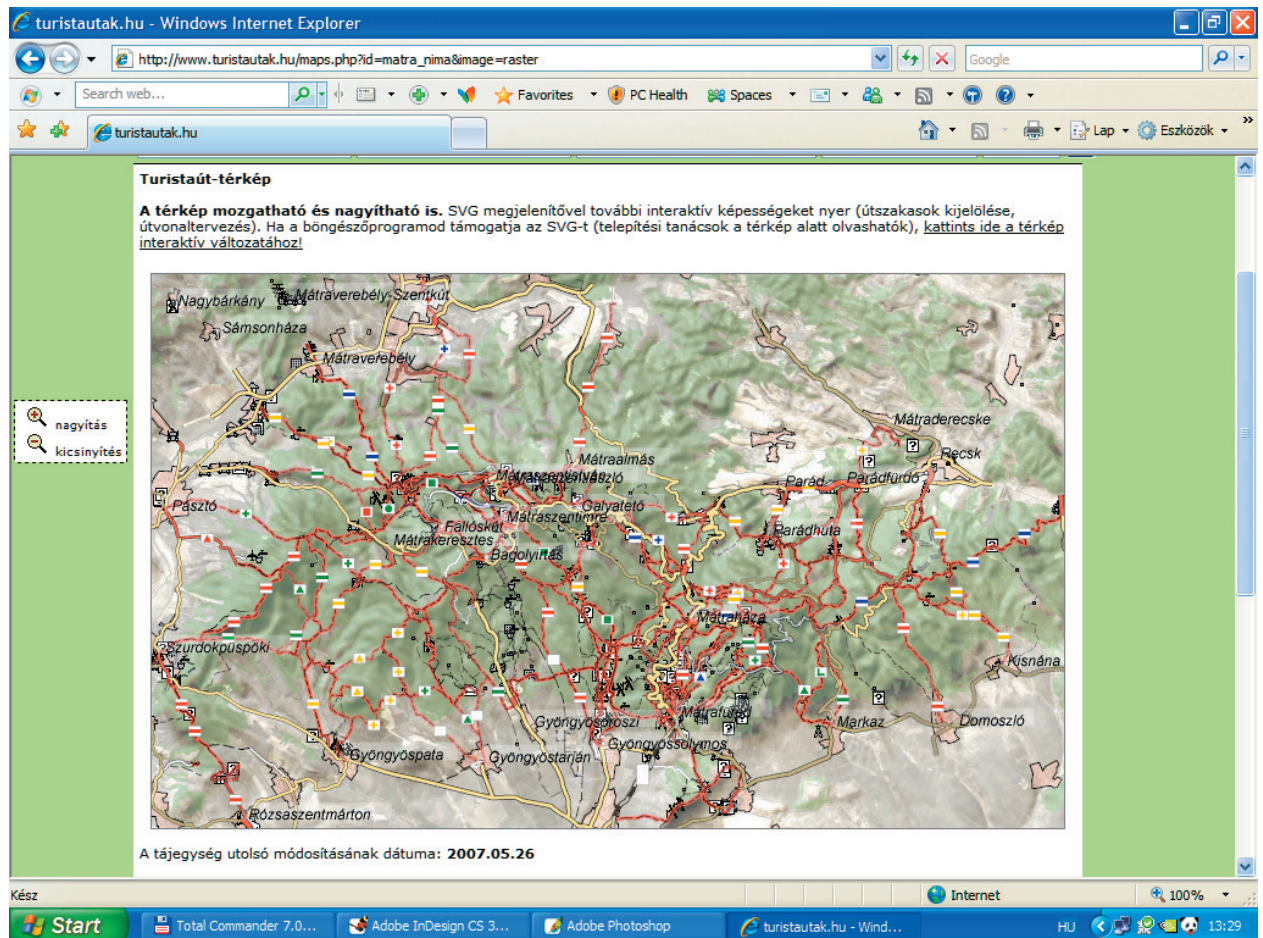 turistautak.hu - Windows Internet Explorer
http://www.turistautak.hu/maps.php?id=matra_nima&image=raster
Google
Search web...
Favorites
PC Health
Spaces
turistautak.hu
Lap
Eszközök
»
Turistaút-térkép
A térkép mozgatható és nagyítható is. SVG megjelenítővel további interaktív képességeket nyer (útszakasok kijelölése,
útvonaltervezés). Ha a böngészőprogramod támogatja az SVG-t (telepítési tanácsok a térkép alatt olvashatók), kattints ide a térkép
interaktív változatához!
nagyítás
kicsinyítés
Nagybárkány
Mátraverebély-Szentkút
Sámsonháza
Mátraverebély
Mátraderecske
Recsk
Mátraalmás
Parád
Parádfürdő
Galyatető
Pásztó
Mátraszentimre
Fallóskút
Parádhuta
Mátrakeresztes
Bagolyirtás
Mátraháza
Szurdokpüspöki
Kisnána
Gyöngyösoroszi
Mátrafüred
Markaz
Domoszló
Gyöngyössolymos
Gyöngyöspata
Gyöngyöstarján
Rózsaszentmárton
A tájegység utolsó módosításának dátuma: 2007.05.26
Kész
Internet
100%
Start
Total Commander 7.0...
Adobe InDesign CS 3...
Adobe Photoshop
turistautak.hu - Wind...
HU
13:29